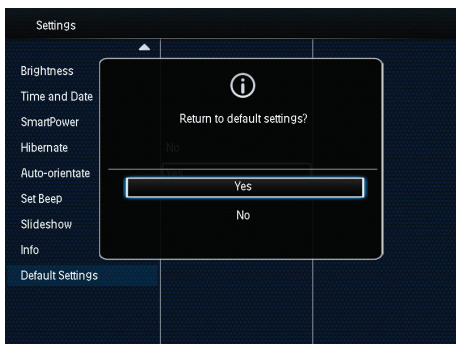 Settings
Brightness
Time and Date
SmartPower
Hibernate
Auto-orientate
Set Beep
Slideshow
Info
Default Settings
Return to default settings?
No
Yes
No